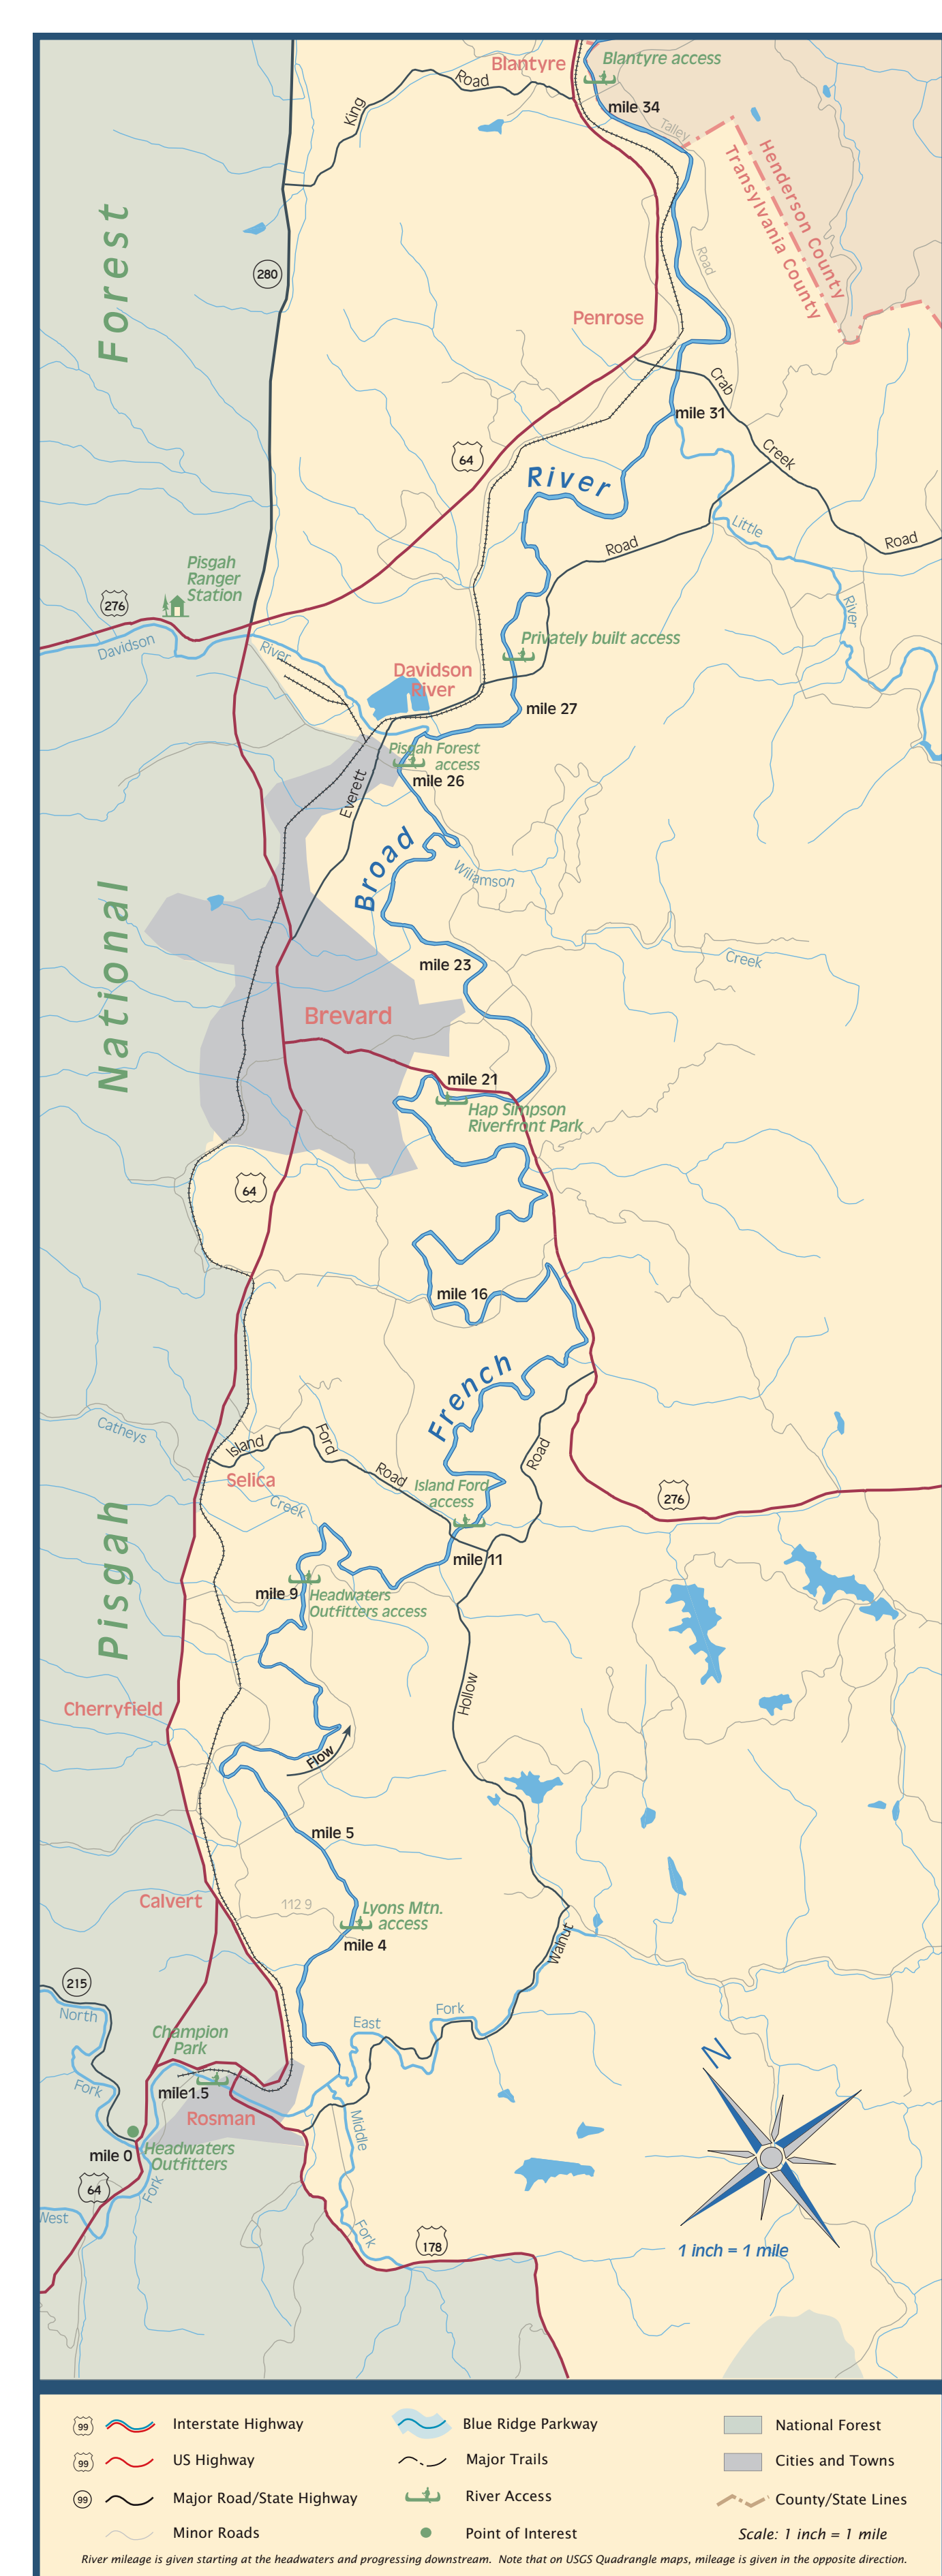 Blantyre
Blantyre access
Road
King
mile 34
Talley
Henderson County
Transylvania County
Forest
280
Road
Penrose
Crab
mile 31
64
Creek
River
Little
Road
Road
Pisgah
Ranger
Station
276
River
Davidson
River
Privately built access
Davidson
River
mile 27
Pisgah Forest
access
mile 26
Everett
Broad
Wiliamson
National
mile 23
Creek
Brevard
mile 21
Hap Simpson
Riverfront Park
64
mile 16
French
Catheys
Island
Ford
Road
Road
Selica
Creek
Island Ford
access
276
Pisgah
mile 11
mile 9
Headwaters
Outfitters access
Hollow
Cherryfield
Flow
mile 5
Calvert
112 9
Lyons Mtn.
access
mile 4
Walnut
215
North
Fork
East
Champion
Park
N
Fork
mile1.5
Rosman
Middle
mile 0
Headwaters
Outfitters
64
Fork
West
Fork
178
1 inch = 1 mile
99 Interstate Highway
Blue Ridge Parkway
National Forest
99 US Highway
Major Trails
Cities and Towns
99 Major Road/State Highway
River Access
County/State Lines
Minor Roads
Point of Interest
Scale: 1 inch = 1 mile
River mileage is given starting at the headwaters and progressing downstream. Note that on USGS Quadrangle maps, mileage is given in the opposite direction.